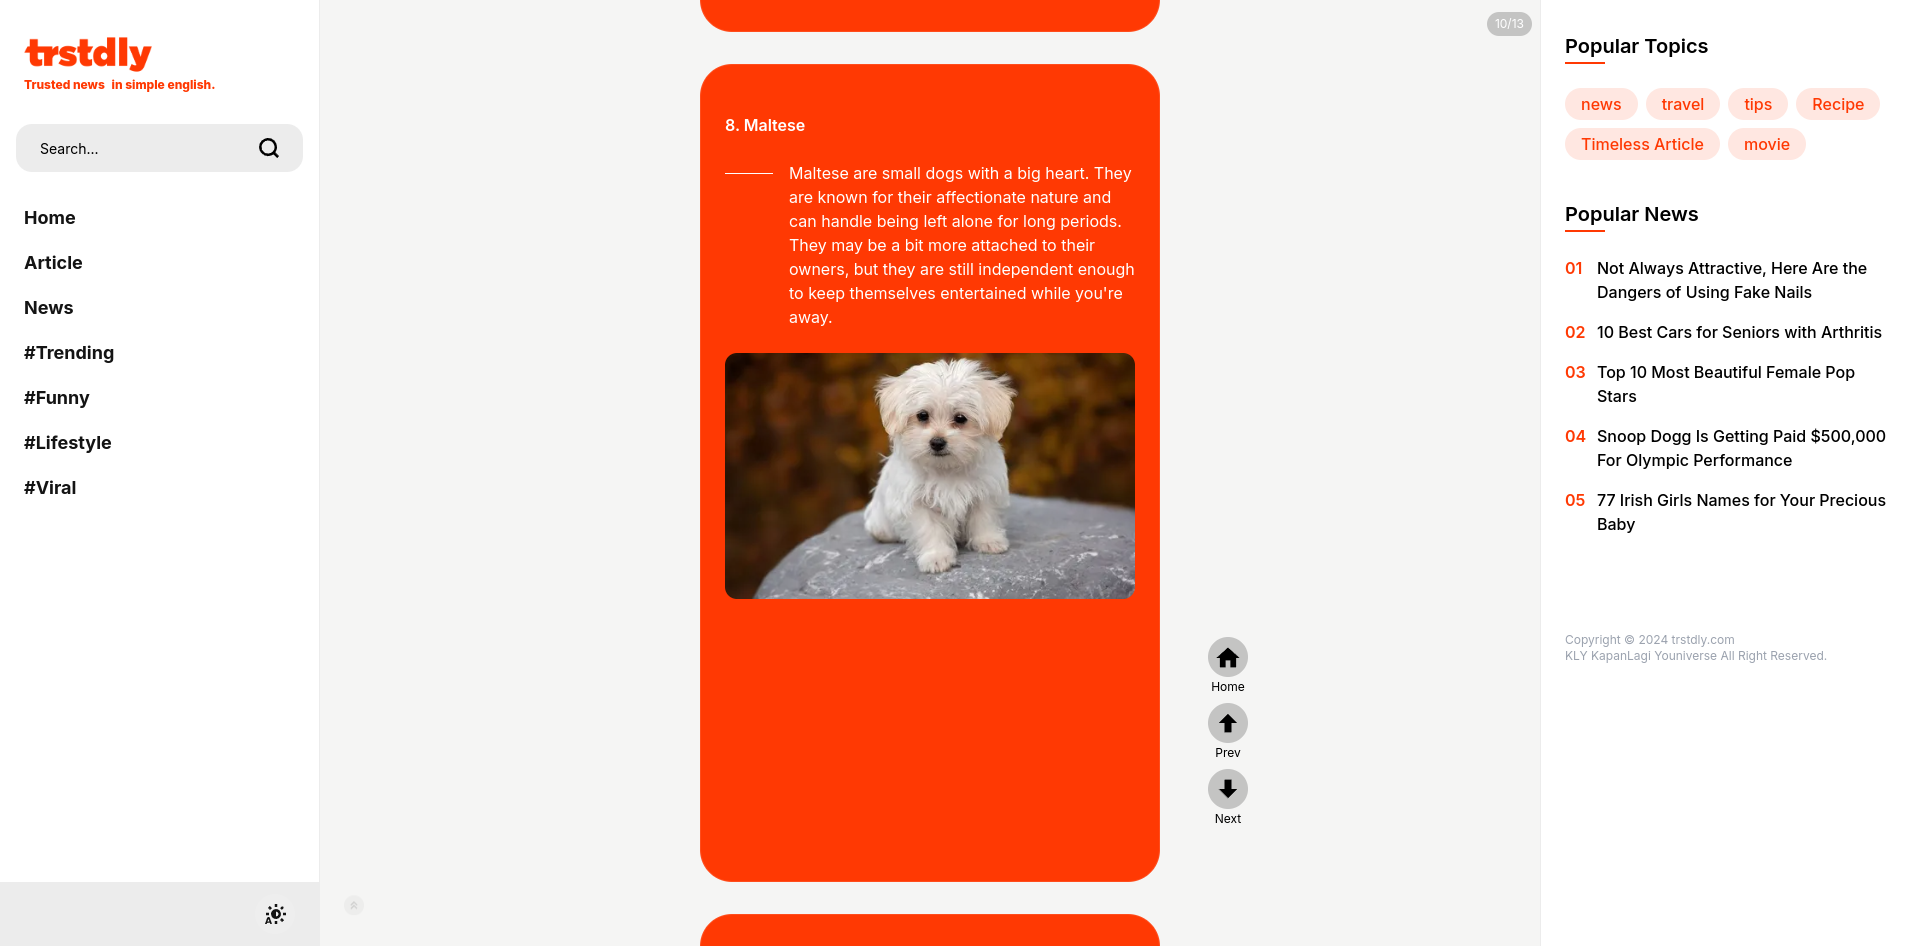 trstdly
Trusted news in simple english.
Search...
Home
Article
News
#Trending
#Funny
#Lifestyle
#Viral
A
10/13
8. Maltese
Maltese are small dogs with a big heart. They
are known for their affectionate nature and
can handle being left alone for long periods.
They may be a bit more attached to their
owners, but they are still independent enough
to keep themselves entertained while you're
away.
Home
Prev
Next
Popular Topics
news travel tips Recipe
Timeless Article movie
Popular News
01 Not Always Attractive, Here Are the
Dangers of Using Fake Nails
02 10 Best Cars for Seniors with Arthritis
03 Top 10 Most Beautiful Female Pop
Stars
04 Snoop Dogg Is Getting Paid $500,000
For Olympic Performance
05 77 Irish Girls Names for Your Precious
Baby
Copyright © 2024 trstdly.com
KLY KapanLagi Youniverse All Right Reserved.